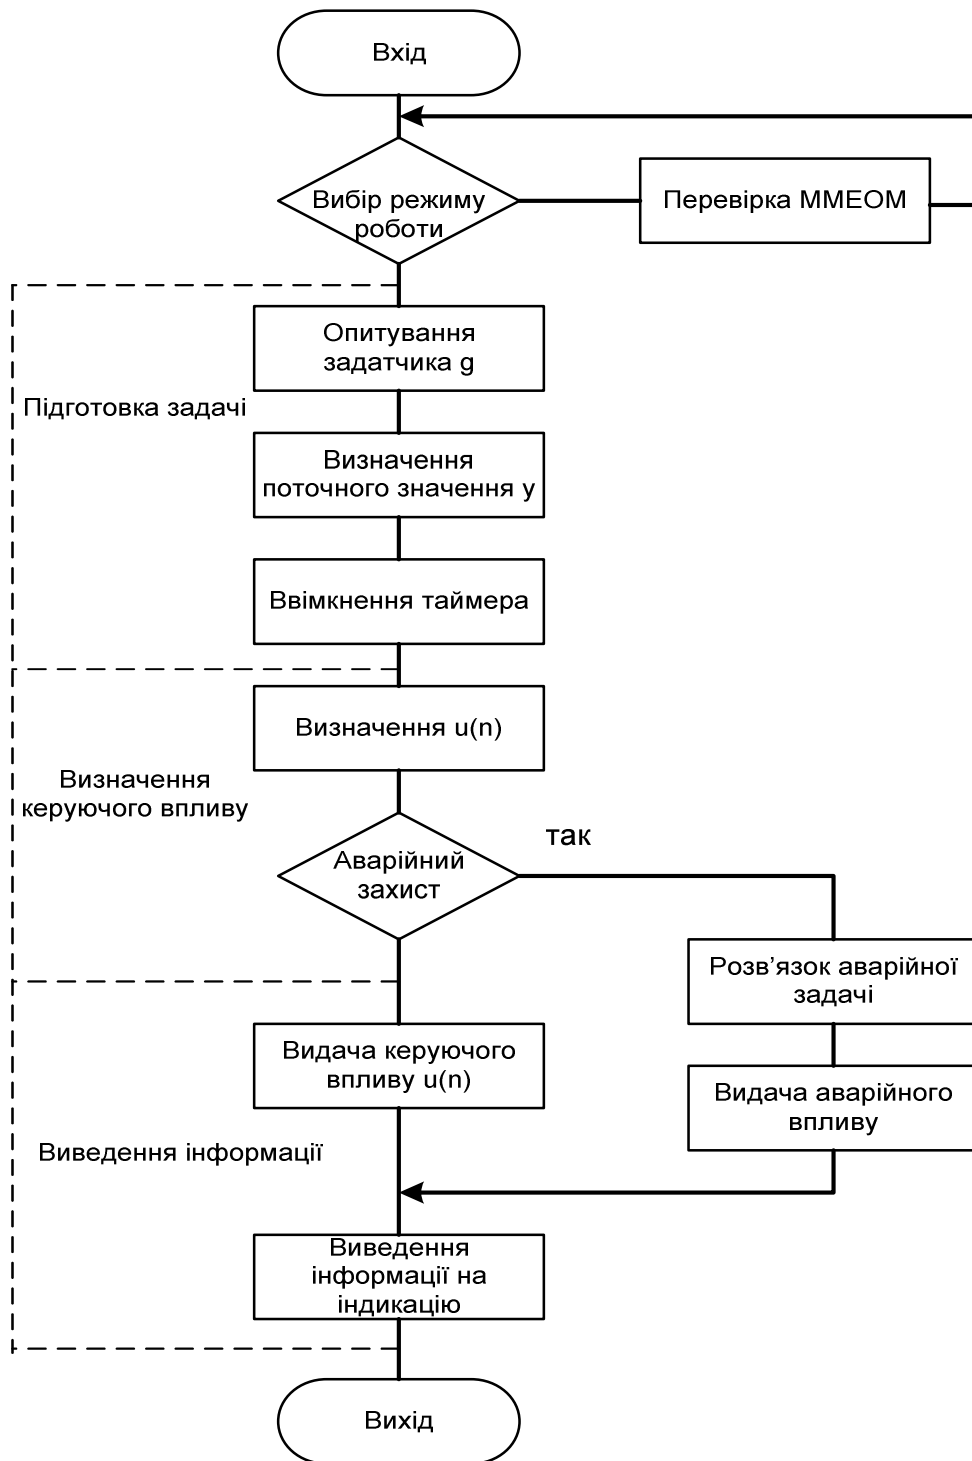 Вхід
Вибір режиму
роботи
Перевірка ММЕОМ
Опитування
задатчика g
Підготовка задачі
Визначення
поточного значення y
Ввімкнення таймера
Визначення u(n)
Визначення
керуючого впливу
так
Аварійний
захист
Розв’язок аварійної
задачі
Видача керуючого
впливу u(n)
Видача аварійного
впливу
Виведення інформації
Виведення
інформації на
індикацію
Вихід